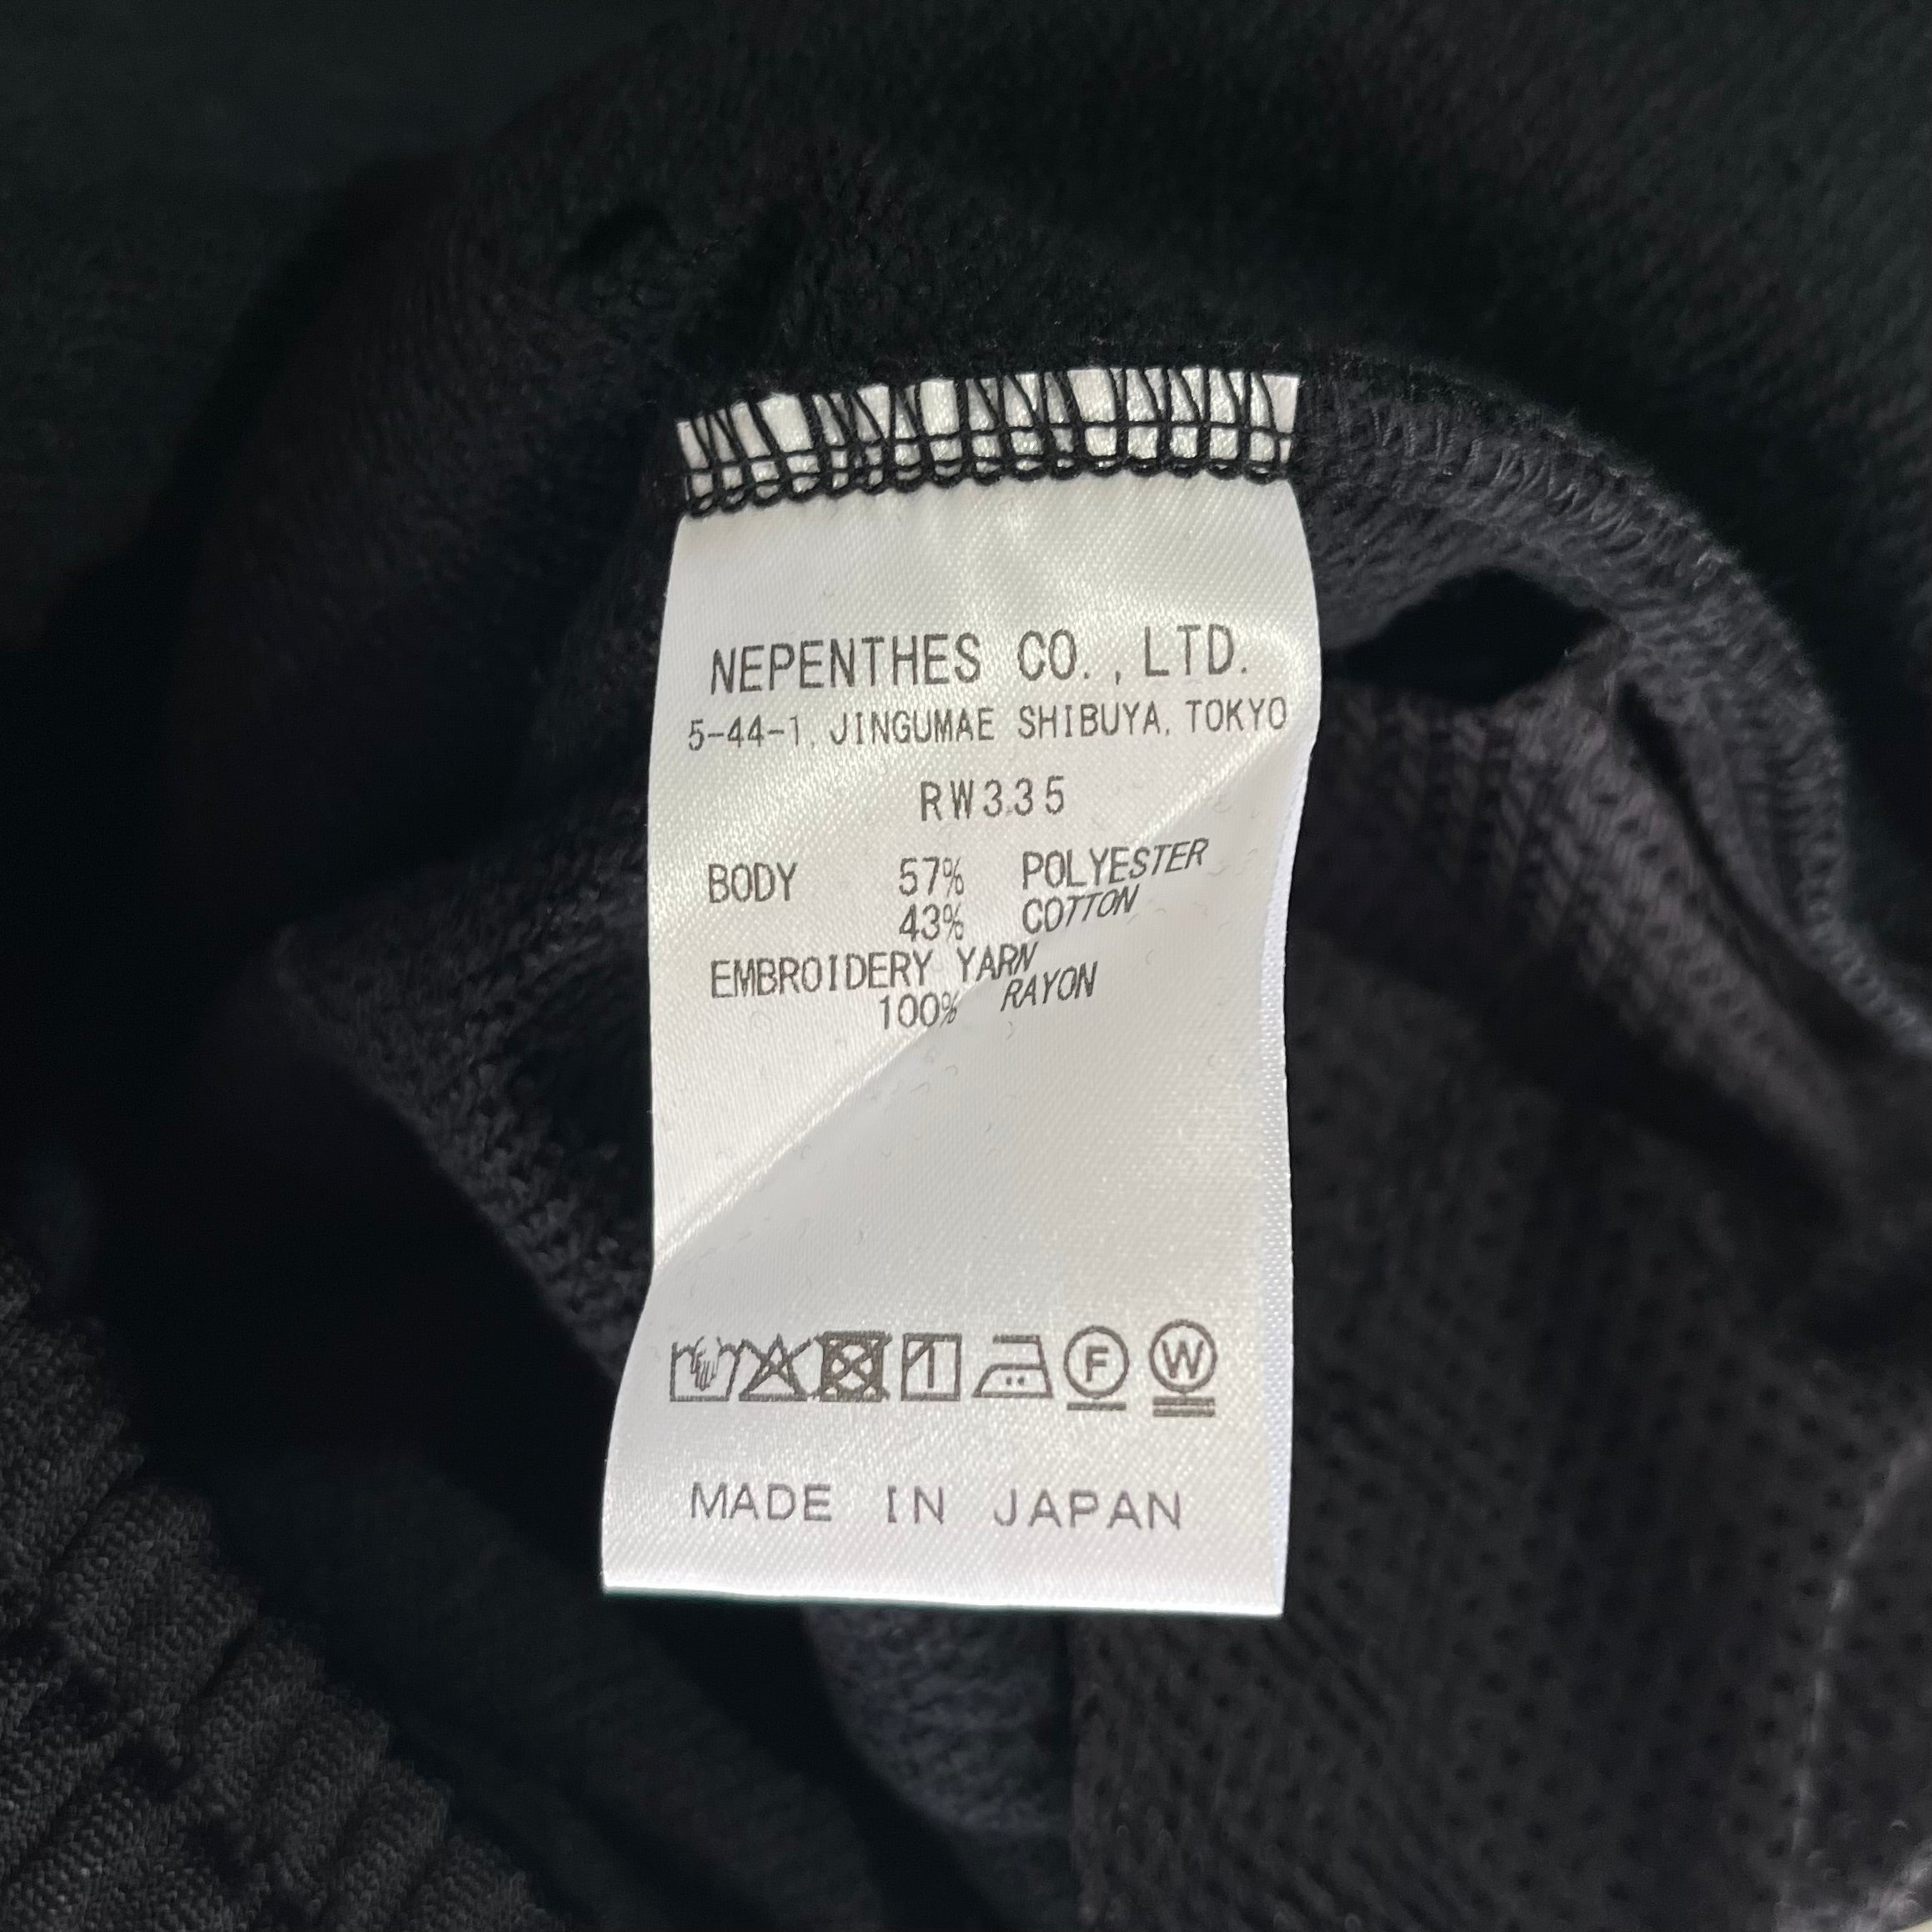 NEPENTHES CO.,LTD.
5-44-1, JINGUMAE SHIBUYA, TOKYO
RW335
BODY 57% POLYESTER
43% COTTON
EMBROIDERY YARN
100% RAYON
F W
MADE IN JAPAN